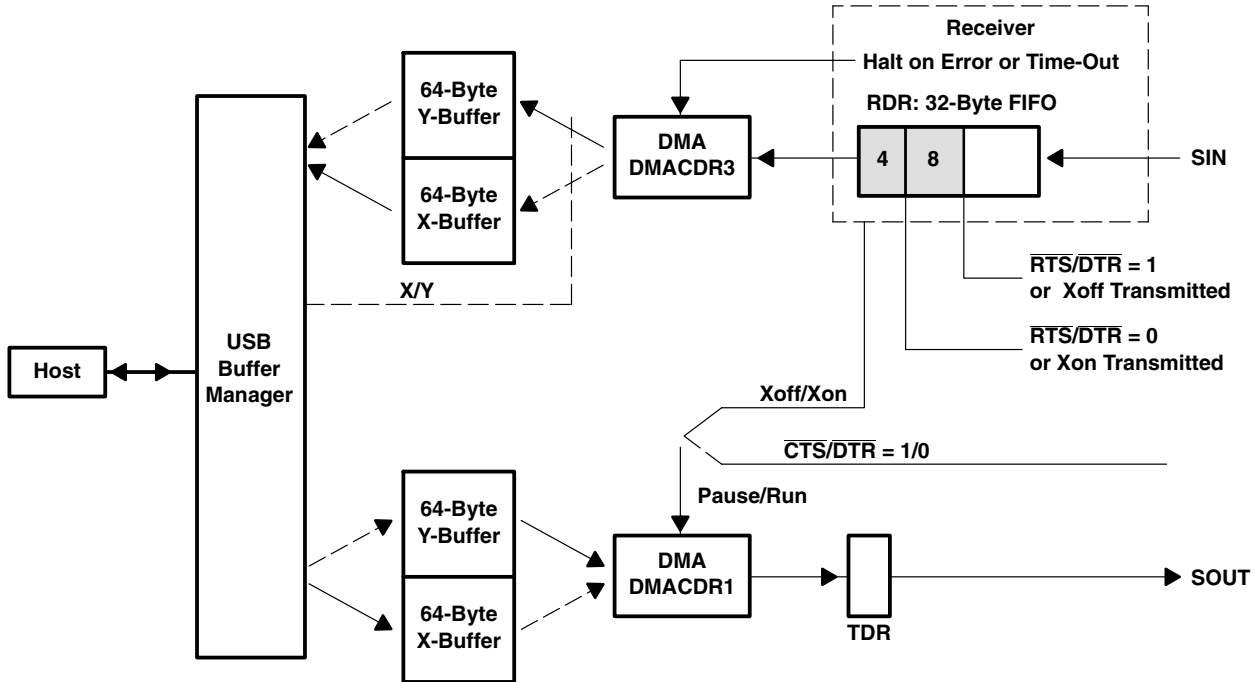 Receiver
Halt on Error or Time-Out
RDR: 32-Byte FIFO
4
8
SIN
64-Byte
Y-Buffer
64-Byte
X-Buffer
DMA
DMACDR3
X/Y
RTS/DTR = 1
or Xoff Transmitted
RTS/DTR = 0
or Xon Transmitted
Host
USB
Buffer
Manager
Xoff/Xon
CTS/DTR = 1/0
Pause/Run
64-Byte
Y-Buffer
64-Byte
X-Buffer
DMA
DMACDR1
TDR
SOUT